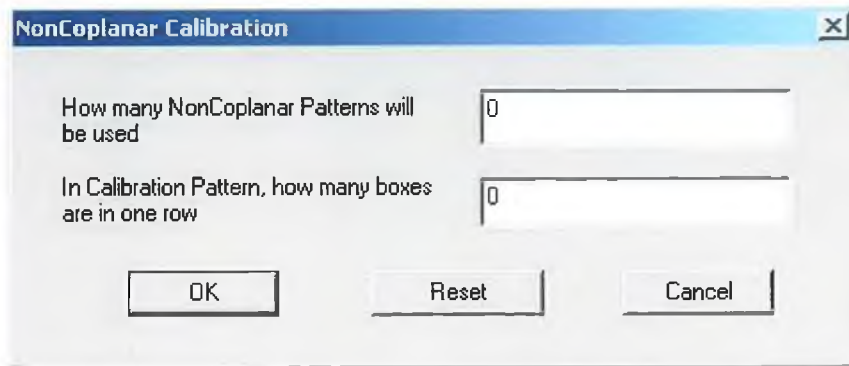 NonCoplanar Calibration
How many NonCoplanar Patterns will
be used
0
In Calibration Pattern, how many boxes
are in one row
0
OK
Reset
Cancel